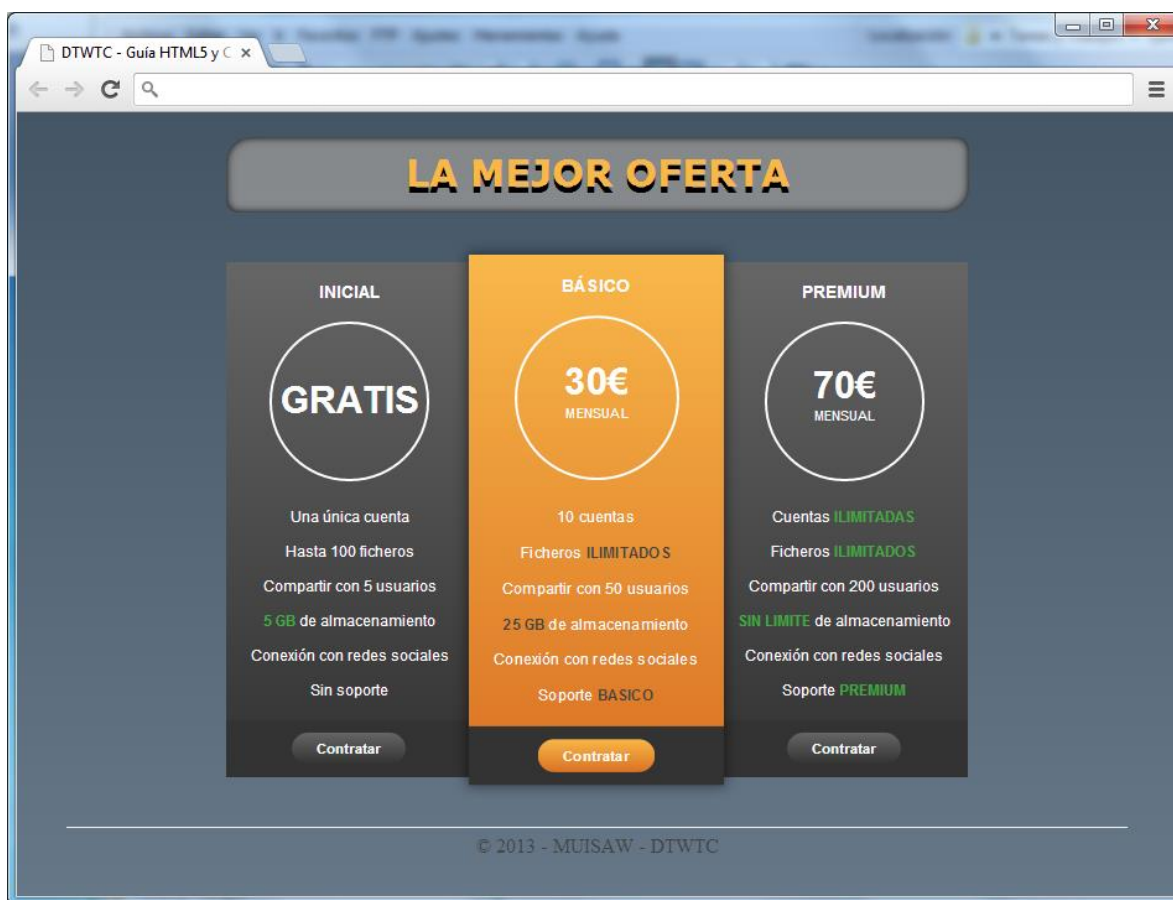 DTWTC - Guía HTML5 y C
LA MEJOR OFERTA
INICIAL
GRATIS
Una única cuenta
Hasta 100 ficheros
Compartir con 5 usuarios
5 GB de almacenamiento
Conexión con redes sociales
Sin soporte
Contratar
BÁSICO
30€
MENSUAL
10 cuentas
Ficheros ILIMITADOS
Compartir con 50 usuarios
25 GB de almacenamiento
Conexión con redes sociales
Soporte BASICO
Contratar
PREMIUM
70€
MENSUAL
Cuentas ILIMITADAS
Ficheros ILIMITADOS
Compartir con 200 usuarios
SIN LIMITE de almacenamiento
Conexión con redes sociales
Soporte PREMIUM
Contratar
© 2013 - MUISAW - DTWTC